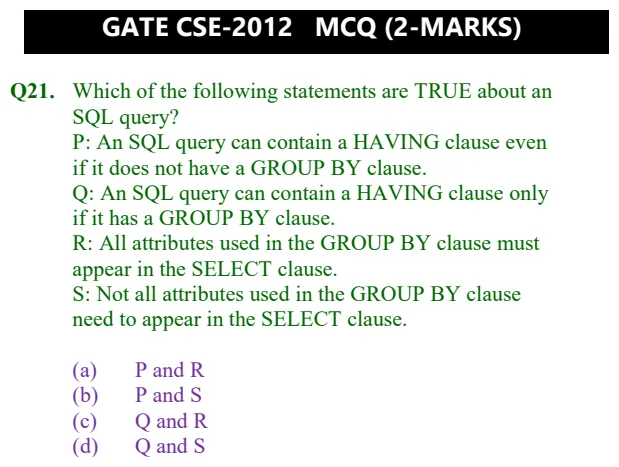 GATE CSE-2012 MCQ (2-MARKS)
Q21. Which of the following statements are TRUE about an
SQL query?
P: An SQL query can contain a HAVING clause even
if it does not have a GROUP BY clause.
Q: An SQL query can contain a HAVING clause only
if it has a GROUP BY clause.
R: All attributes used in the GROUP BY clause must
appear in the SELECT clause.
S: Not all attributes used in the GROUP BY clause
need to appear in the SELECT clause.
(a) P and R
(b) P and S
(c) Q and R
(d) Q and S